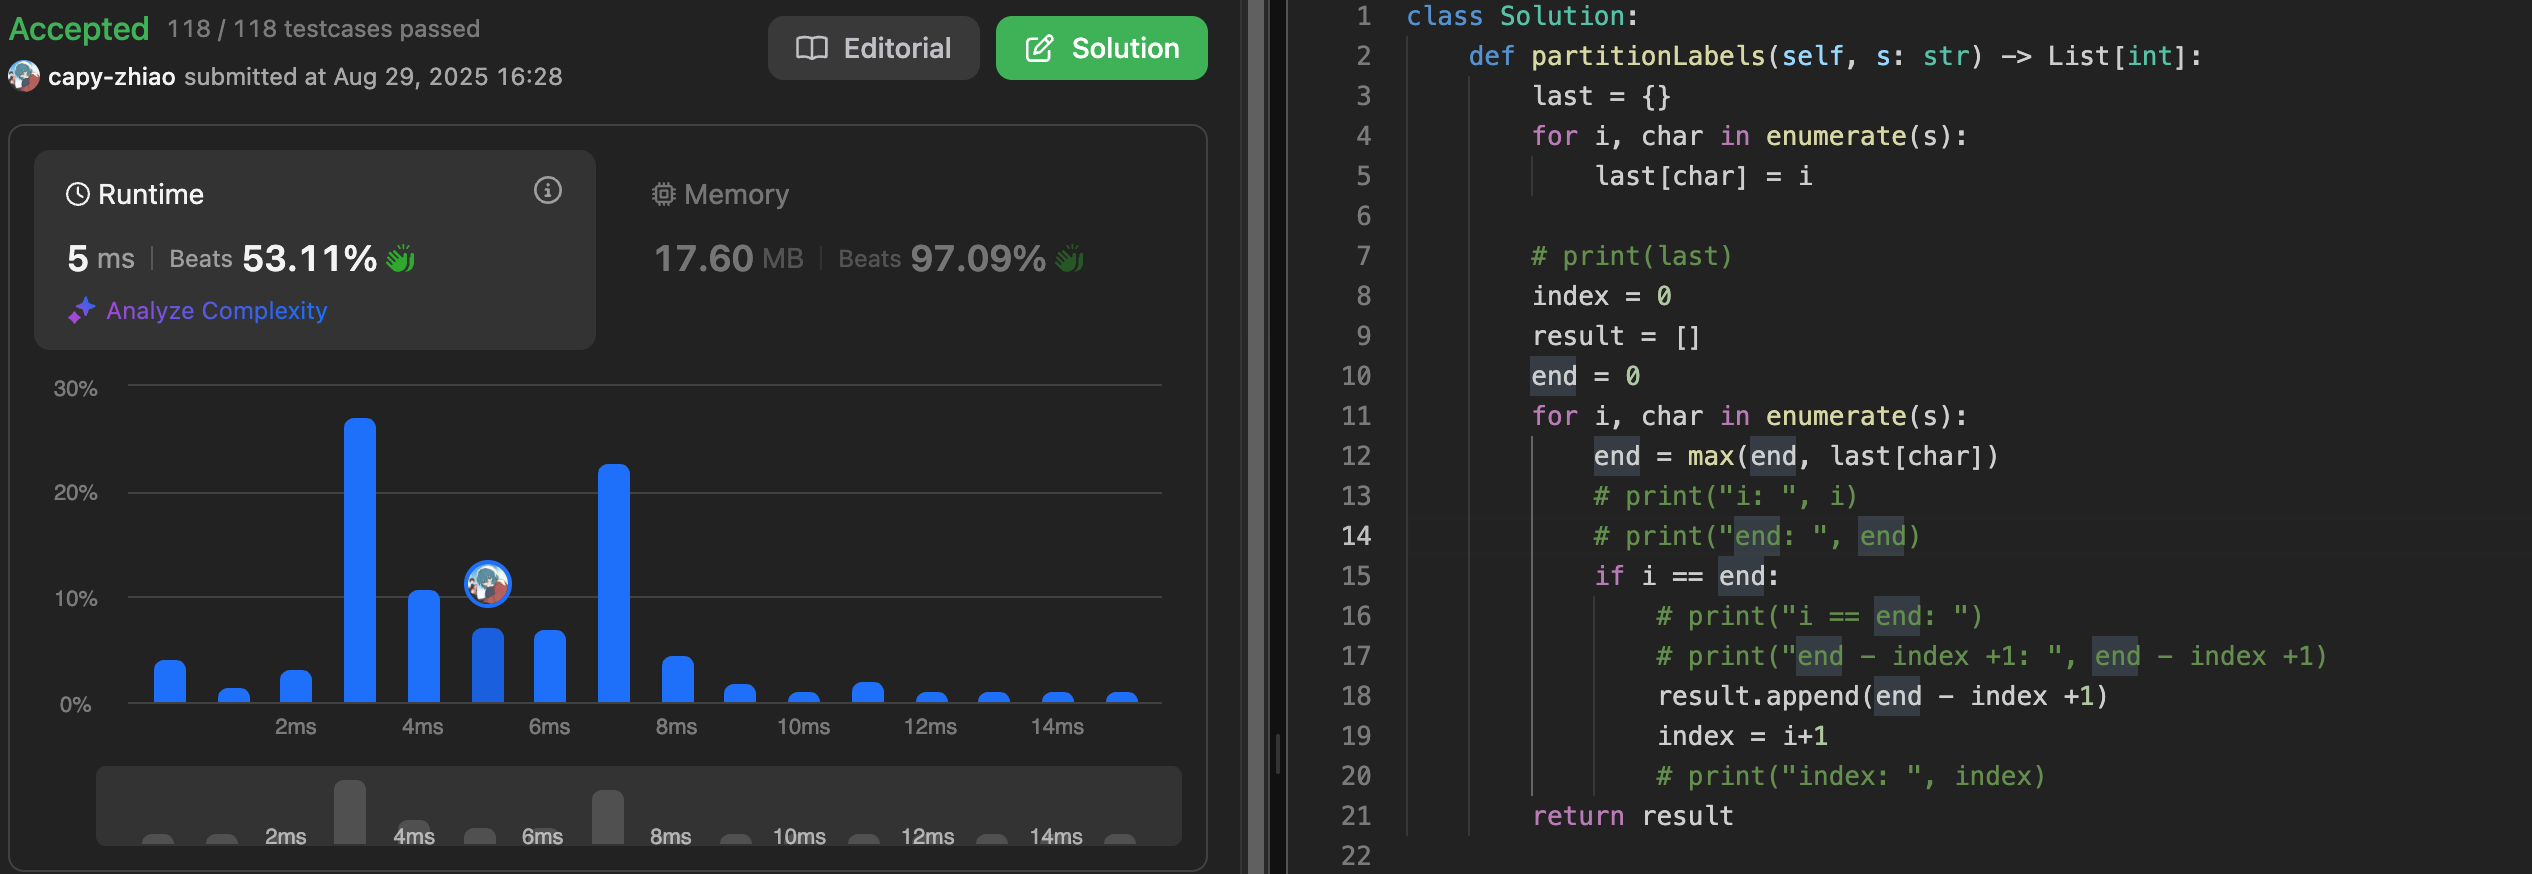 Accepted 118 / 118 testcases passed
capy-zhiao submitted at Aug 29, 2025 16:28
Editorial
Solution
Runtime
5 ms | Beats 53.11%
Analyze Complexity
Memory
17.60 MB | Beats 97.09%
30%
20%
10%
0%
2ms 4ms 6ms 8ms 10ms 12ms 14ms
2ms 4ms 6ms 8ms 10ms 12ms 14ms
1 class Solution:
2     def partitionLabels(self, s: str) -> List[int]:
3         last = {}
4         for i, char in enumerate(s):
5             last[char] = i
6
7         # print(last)
8         index = 0
9         result = []
10         end = 0
11         for i, char in enumerate(s):
12             end = max(end, last[char])
13             # print("i: ", i)
14             # print("end: ", end)
15             if i == end:
16                 # print("i == end: ")
17                 # print("end - index +1: ", end - index +1)
18                 result.append(end - index +1)
19                 index = i+1
20                 # print("index: ", index)
21         return result
22